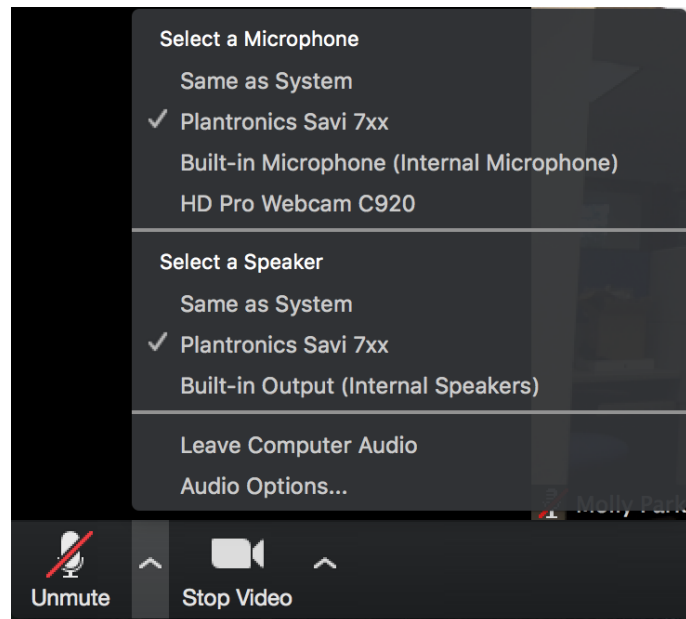 Select a Microphone
Same as System
Plantronics Savi 7xx
Built-in Microphone (Internal Microphone)
HD Pro Webcam C920
Select a Speaker
Same as System
Plantronics Savi 7xx
Built-in Output (Internal Speakers)
Leave Computer Audio
Audio Options...
Molly Park
Unmute
Stop Video